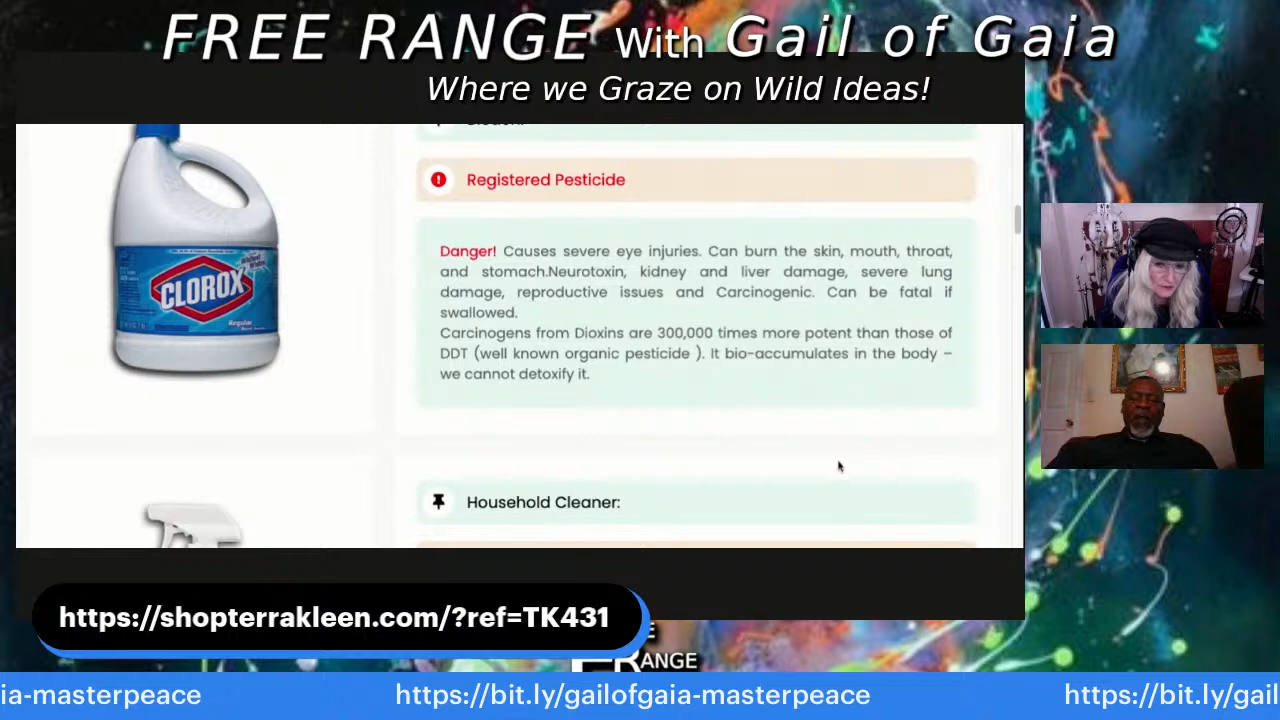 FREE RANGE With Gail of Gaia
Where we Graze on Wild Ideas!
Registered Pesticide
Danger! Causes severe eye injuries. Can burn the skin, mouth, throat,
and stomach.Neurotoxin, kidney and liver damage, severe lung
damage, reproductive issues and Carcinogenic. Can be fatal if
swallowed.
Carcinogens from Dioxins are 300,000 times more potent than those of
DDT (well known organic pesticide ). It bio-accumulates in the body –
we cannot detoxify it.
CLOROX
Regular
Household Cleaner:
https://shopterrakleen.com/?ref=TK431
RANGE
ia-masterpeace https://bit.ly/gailofgaia-masterpeace https://bit.ly/gail